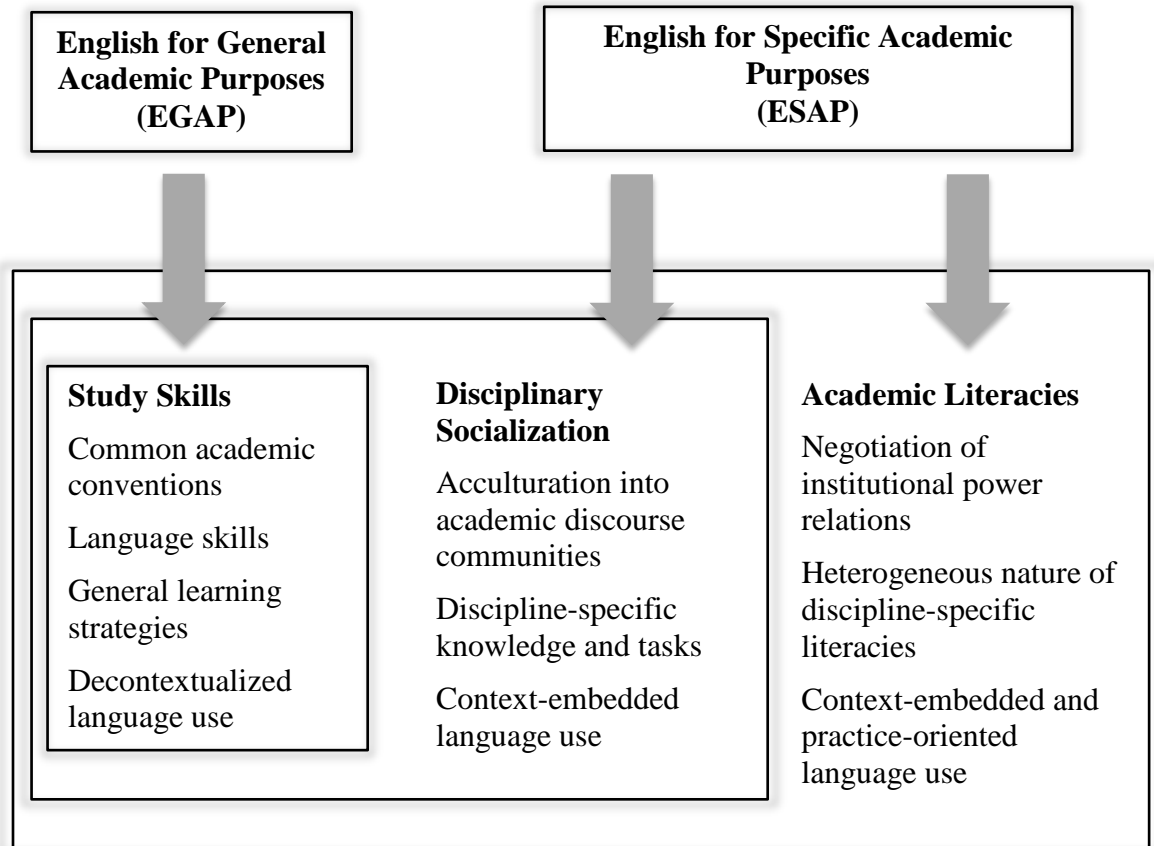 English for General
Academic Purposes
(EGAP)
English for Specific Academic
Purposes
(ESAP)
Study Skills
Common academic
conventions
Language skills
General learning
strategies
Decontextualized
language use
Disciplinary
Socialization
Acculturation into
academic discourse
communities
Discipline-specific
knowledge and tasks
Context-embedded
language use
Academic Literacies
Negotiation of
institutional power
relations
Heterogeneous nature of
discipline-specific
literacies
Context-embedded and
practice-oriented
language use